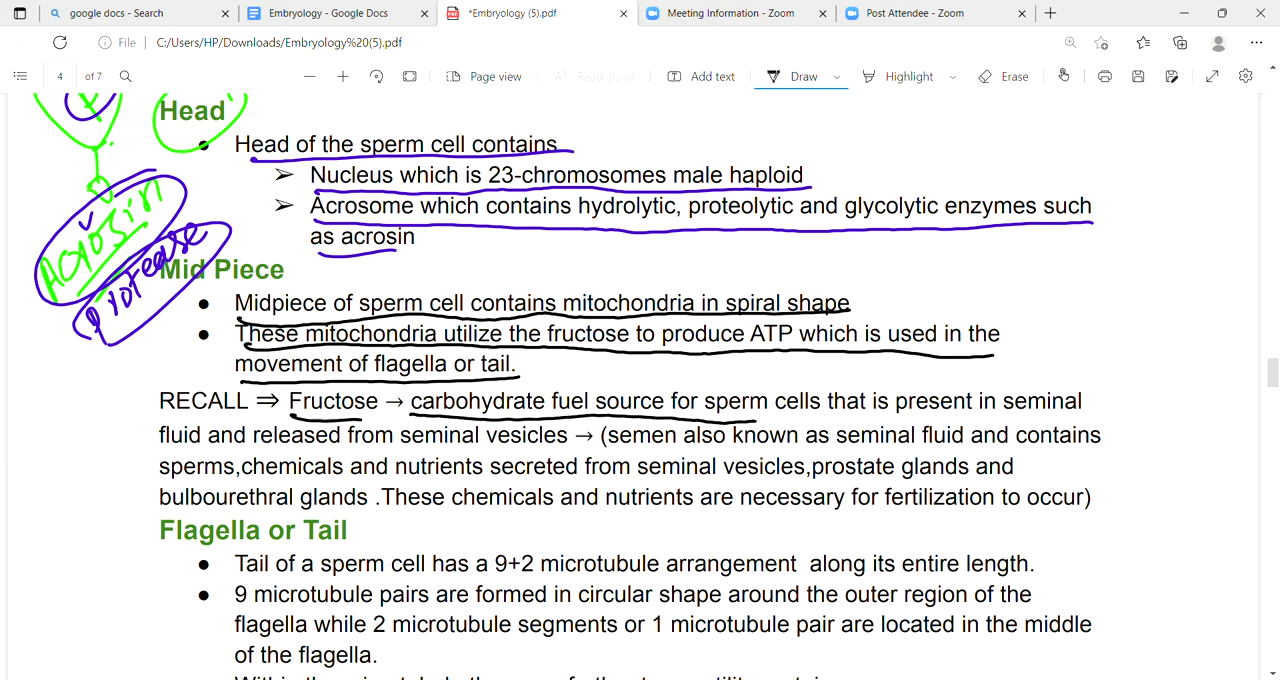 google docs - Search
Embryology - Google Docs
*Embryology (5).pdf
Meeting Information - Zoom
Post Attendee - Zoom
File
C:/Users/HP/Downloads/Embryology%20(5).pdf
4 of 7
Page view
Read aloud
Add text
Draw
Highlight
Erase
Head
● Head of the sperm cell contains
➢ Nucleus which is 23-chromosomes male haploid
➢ Acrosome which contains hydrolytic, proteolytic and glycolytic enzymes such
as acrosin
Acrosin
Protease
Mid Piece
● Midpiece of sperm cell contains mitochondria in spiral shape
● These mitochondria utilize the fructose to produce ATP which is used in the
movement of flagella or tail.
RECALL ⇒ Fructose → carbohydrate fuel source for sperm cells that is present in seminal
fluid and released from seminal vesicles → (semen also known as seminal fluid and contains
sperms,chemicals and nutrients secreted from seminal vesicles,prostate glands and
bulbourethral glands .These chemicals and nutrients are necessary for fertilization to occur)
Flagella or Tail
● Tail of a sperm cell has a 9+2 microtubule arrangement along its entire length.
● 9 microtubule pairs are formed in circular shape around the outer region of the
flagella while 2 microtubule segments or 1 microtubule pair are located in the middle
of the flagella.